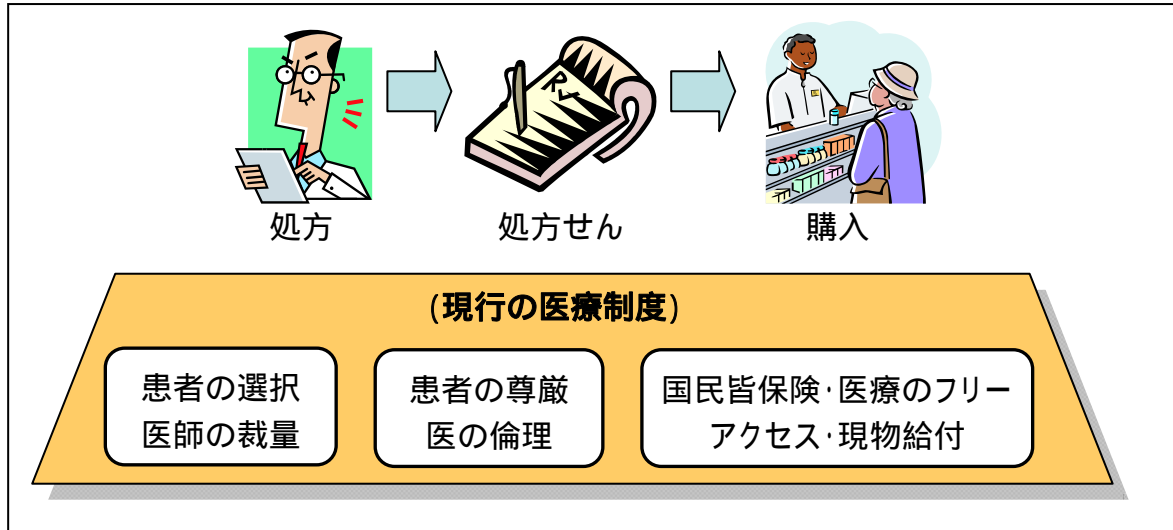 Rx
処方
処方せん
購入
(現行の医療制度)
患者の選択
医師の裁量
患者の尊厳
医の倫理
国民皆保険・医療のフリー
アクセス・現物給付